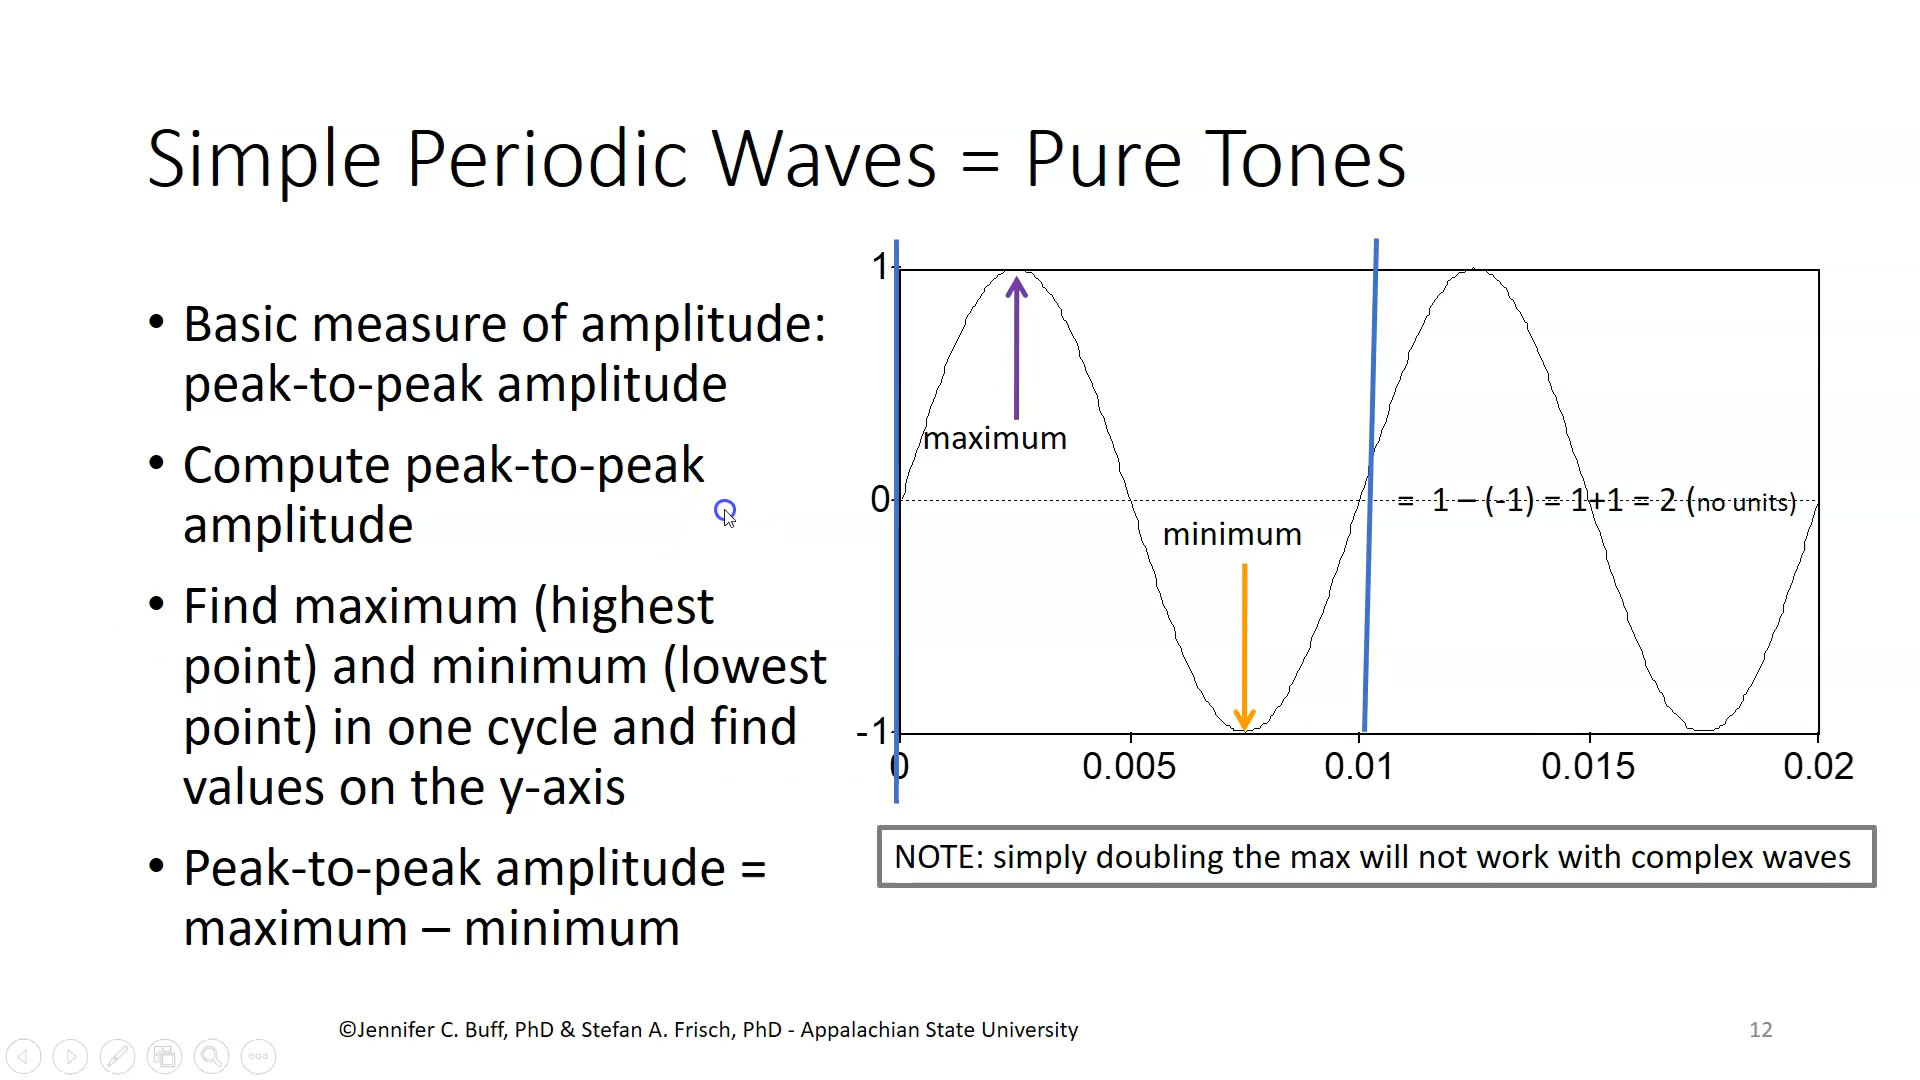 Simple Periodic Waves = Pure Tones
• Basic measure of amplitude:
peak-to-peak amplitude
• Compute peak-to-peak
amplitude
• Find maximum (highest
point) and minimum (lowest
point) in one cycle and find
values on the y-axis
• Peak-to-peak amplitude =
maximum – minimum
1
maximum
0
= 1 – (-1) = 1+1 = 2 (no units)
minimum
-1
0 0.005 0.01 0.015 0.02
NOTE: simply doubling the max will not work with complex waves
©Jennifer C. Buff, PhD & Stefan A. Frisch, PhD - Appalachian State University
12